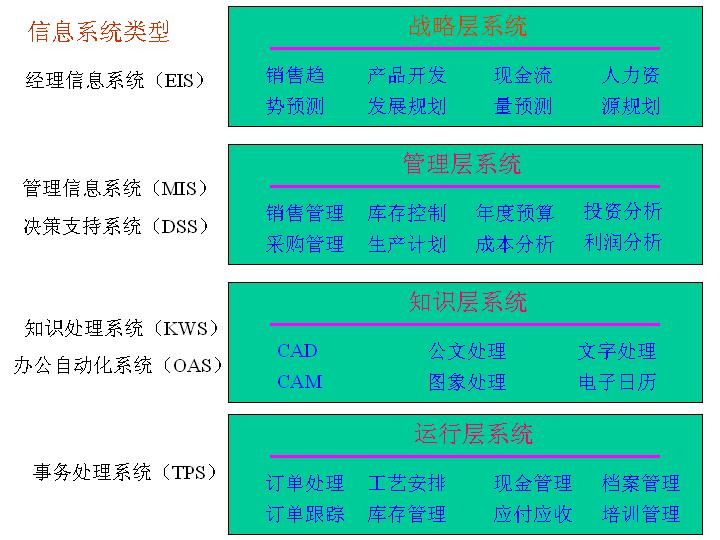 信息系统类型
战略层系统
经理信息系统（EIS）
销售趋 产品开发 现金流 人力资
势预测 发展规划 量预测 源规划
管理层系统
管理信息系统（MIS）
决策支持系统（DSS）
销售管理 库存控制 年度预算 投资分析
采购管理 生产计划 成本分析 利润分析
知识层系统
知识处理系统（KWS）
办公自动化系统（OAS）
CAD 公文处理 文字处理
CAM 图象处理 电子日历
运行层系统
事务处理系统（TPS）
订单处理 工艺安排 现金管理 档案管理
订单跟踪 库存管理 应付应收 培训管理